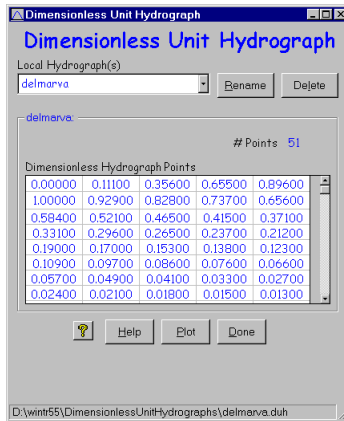 Dimensionless Unit Hydrograph
Dimensionless Unit Hydrograph
Local Hydrograph(s)
delmarva Rename Delete
delmarva:
# Points 51
Dimensionless Hydrograph Points
0.00000 0.11100 0.35600 0.65500 0.89600
1.00000 0.92900 0.82800 0.73700 0.65600
0.58400 0.52100 0.46500 0.41500 0.37100
0.33100 0.29600 0.26500 0.23700 0.21200
0.19000 0.17000 0.15300 0.13800 0.12300
0.10900 0.09700 0.08600 0.07600 0.06600
0.05700 0.04900 0.04100 0.03300 0.02700
0.02400 0.02100 0.01800 0.01500 0.01300
? Help Plot Done
D:\wintr55\DimensionlessUnitHydrographs\delmarva.duh